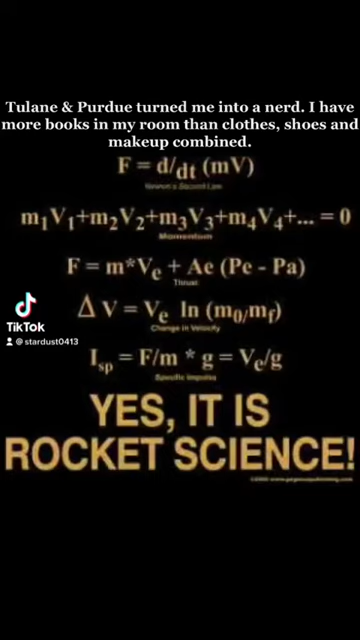 Tulane & Purdue turned me into a nerd. I have
more books in my room than clothes, shoes and
makeup combined.
F = d/dt (mV)
Newton's Second Law
m₁V₁+m₂V₂+m₃V₃+m₄V₄+... = 0
Momentum
F = m*Vₑ + Ae (Pe - Pa)
Thrust
Δ V = Vₑ ln (m₀/mf)
Change in Velocity
Isp = F/m * g = Vₑ/g
Specific Impulse
TikTok
@ stardust0413
YES, IT IS
ROCKET SCIENCE!